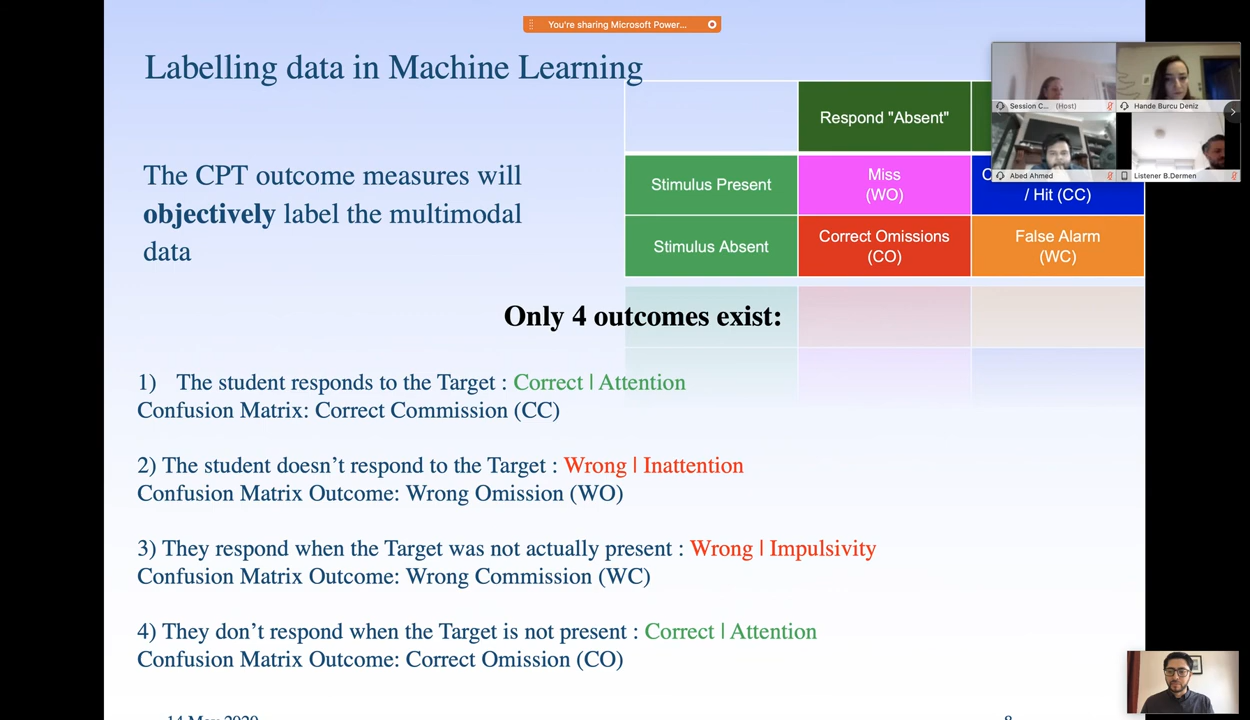 You're sharing Microsoft Power...
Labelling data in Machine Learning
Respond "Absent"
Session C... (Host)
Hande Burcu Deniz
Abed Ahmed
Listener B.Dermen
The CPT outcome measures will
objectively label the multimodal
data
Stimulus Present
Miss
(WO)
/ Hit (CC)
Stimulus Absent
Correct Omissions
(CO)
False Alarm
(WC)
Only 4 outcomes exist:
1) The student responds to the Target : Correct | Attention
Confusion Matrix: Correct Commission (CC)
2) The student doesn’t respond to the Target : Wrong | Inattention
Confusion Matrix Outcome: Wrong Omission (WO)
3) They respond when the Target was not actually present : Wrong | Impulsivity
Confusion Matrix Outcome: Wrong Commission (WC)
4) They don’t respond when the Target is not present : Correct | Attention
Confusion Matrix Outcome: Correct Omission (CO)
14 May 2020
8